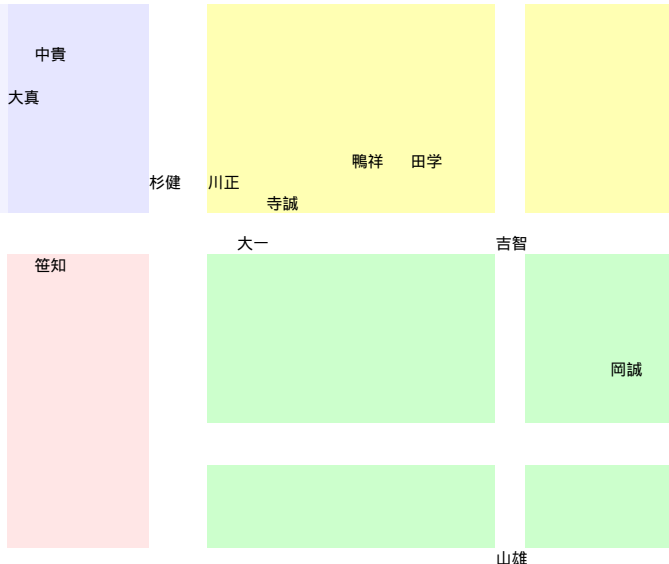 中貴
大真
鴨祥 田学
杉健 川正
寺誠
大一 吉智
笹知
岡誠
山雄